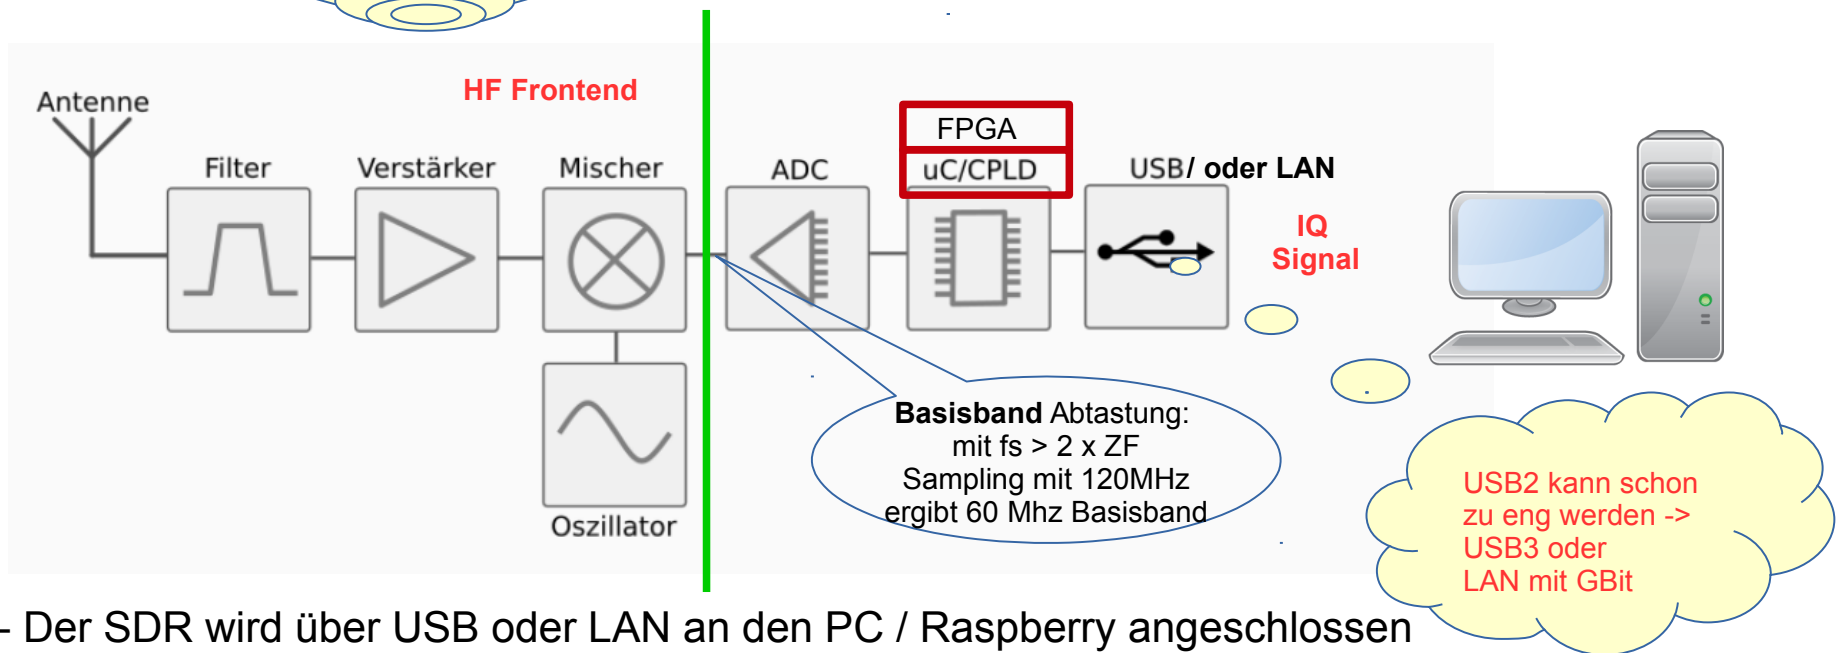 HF Frontend
Antenne
Filter
Verstärker
Mischer
Oszillator
ADC
FPGA
uC/CPLD
USB/ oder LAN
IQ
Signal
Basisband Abtastung:
mit fs > 2 x ZF
Sampling mit 120MHz
ergibt 60 Mhz Basisband
USB2 kann schon
zu eng werden ->
USB3 oder
LAN mit GBit
- Der SDR wird über USB oder LAN an den PC / Raspberry angeschlossen